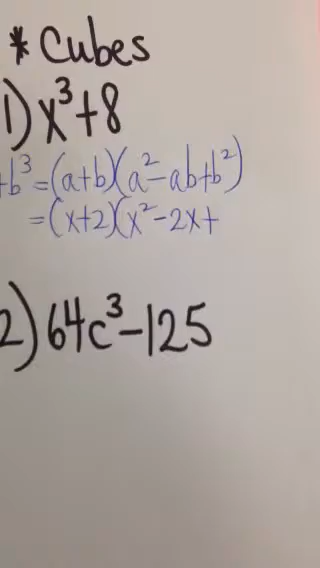 * Cubes
1) x³+8
+b³ = (a+b)(a²-ab+b²)
= (x+2)(x²-2x+
2) 64c³-125